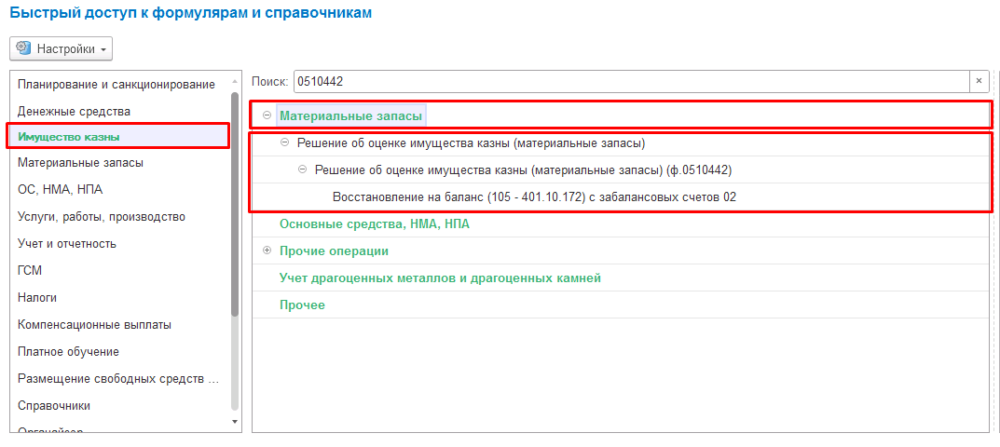 Быстрый доступ к формулярам и справочникам
Настройки
Планирование и санкционирование
Денежные средства
Имущество казны
Материальные запасы
ОС, НМА, НПА
Услуги, работы, производство
Учет и отчетность
ГСМ
Налоги
Компенсационные выплаты
Платное обучение
Размещение свободных средств ...
Справочники
Органайзер
Поиск: 0510442 ×
Материальные запасы
Решение об оценке имущества казны (материальные запасы)
Решение об оценке имущества казны (материальные запасы) (ф.0510442)
Восстановление на баланс (105 - 401.10.172) с забалансовых счетов 02
Основные средства, НМА, НПА
Прочие операции
Учет драгоценных металлов и драгоценных камней
Прочее